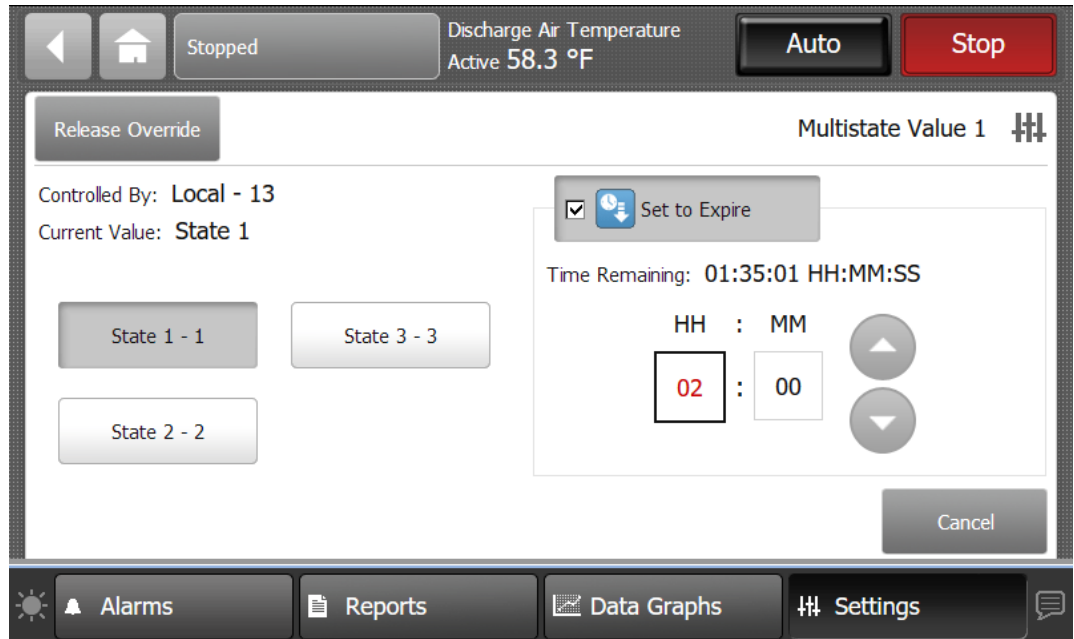 Stopped
Discharge Air Temperature
Active 58.3 °F
Auto
Stop
Release Override
Multistate Value 1
Controlled By: Local - 13
Current Value: State 1
Set to Expire
Time Remaining: 01:35:01 HH:MM:SS
HH : MM
02 : 00
State 1 - 1
State 3 - 3
State 2 - 2
Cancel
Alarms
Reports
Data Graphs
Settings